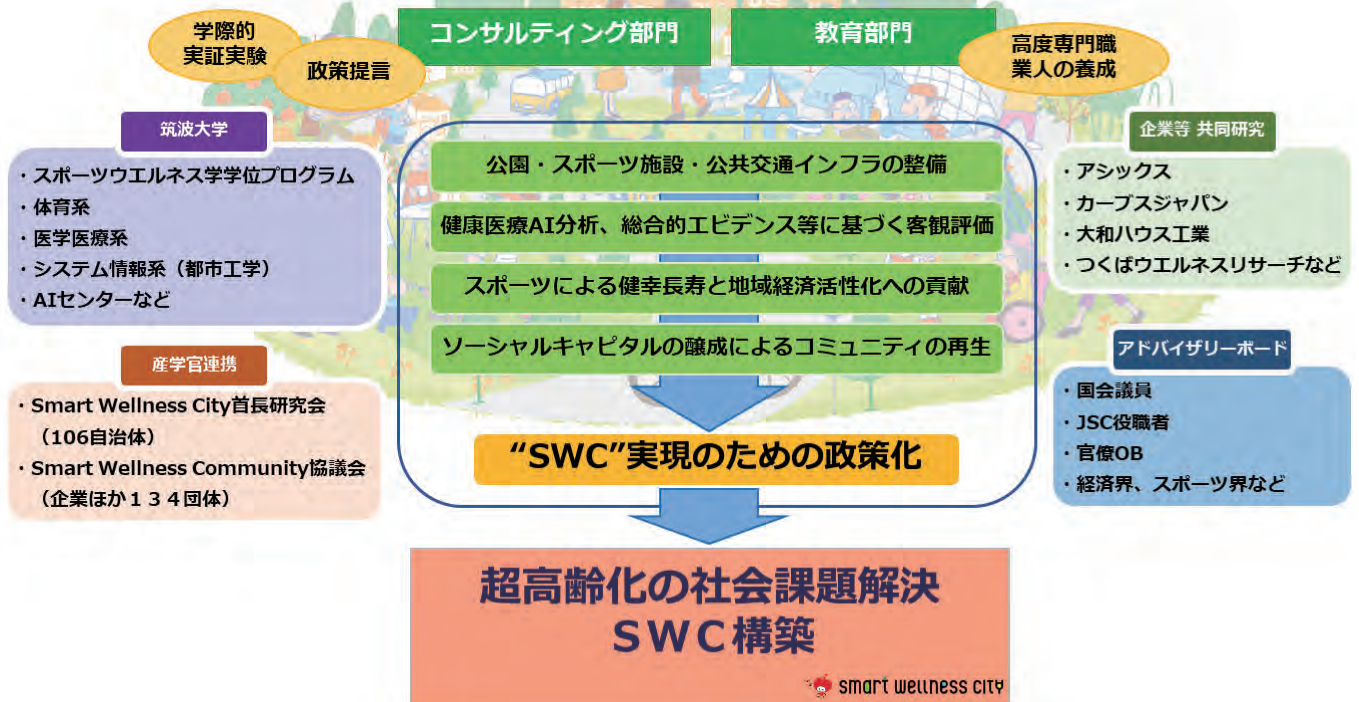 学際的
実証実験
政策提言
コンサルティング部門
教育部門
高度専門職
業人の養成
筑波大学
・スポーツウエルネス学学位プログラム
・体育系
・医学医療系
・システム情報系（都市工学）
・AIセンターなど
産学官連携
・Smart Wellness City首長研究会
（106自治体）
・Smart Wellness Community協議会
（企業ほか１３４団体）
公園・スポーツ施設・公共交通インフラの整備
健康医療AI分析、総合的エビデンス等に基づく客観評価
スポーツによる健幸長寿と地域経済活性化への貢献
ソーシャルキャピタルの醸成によるコミュニティの再生
“SWC”実現のための政策化
企業等 共同研究
・アシックス
・カーブスジャパン
・大和ハウス工業
・つくばウエルネスリサーチなど
アドバイザリーボード
・国会議員
・JSC役職者
・官僚OB
・経済界、スポーツ界など
超高齢化の社会課題解決
ＳＷＣ構築
smart wellness city